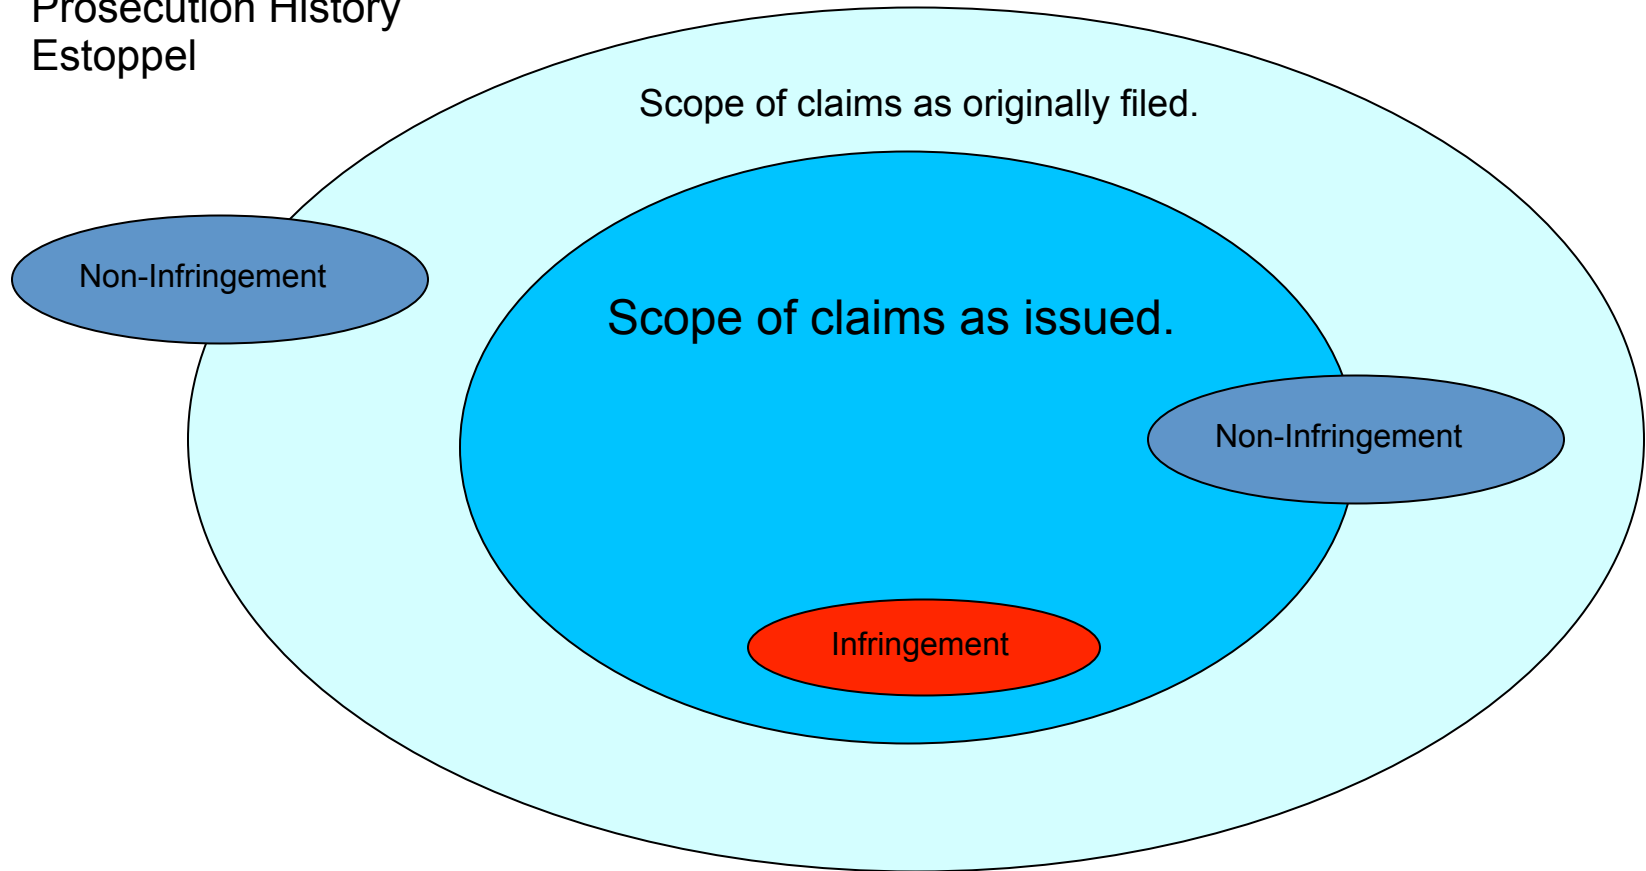 Prosecution History
Estoppel
Scope of claims as originally filed.
Non-Infringement
Scope of claims as issued.
Non-Infringement
Infringement